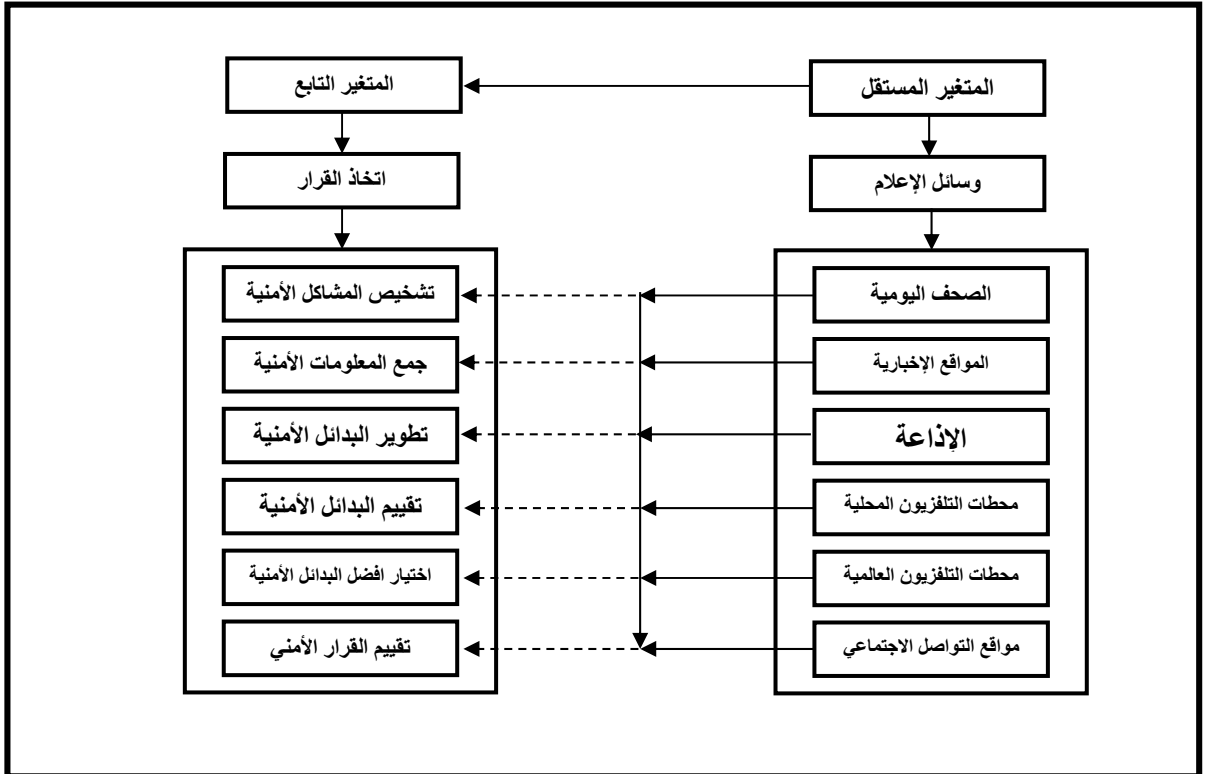 المتغير المستقل
المتغير التابع
وسائل الإعلام
اتخاذ القرار
الصحف اليومية
تشخيص المشاكل الأمنية
المواقع الإخبارية
جمع المعلومات الأمنية
الإذاعة
تطوير البدائل الأمنية
محطات التلفزيون المحلية
تقييم البدائل الأمنية
محطات التلفزيون العالمية
اختيار افضل البدائل الأمنية
مواقع التواصل الاجتماعي
تقييم القرار الأمني